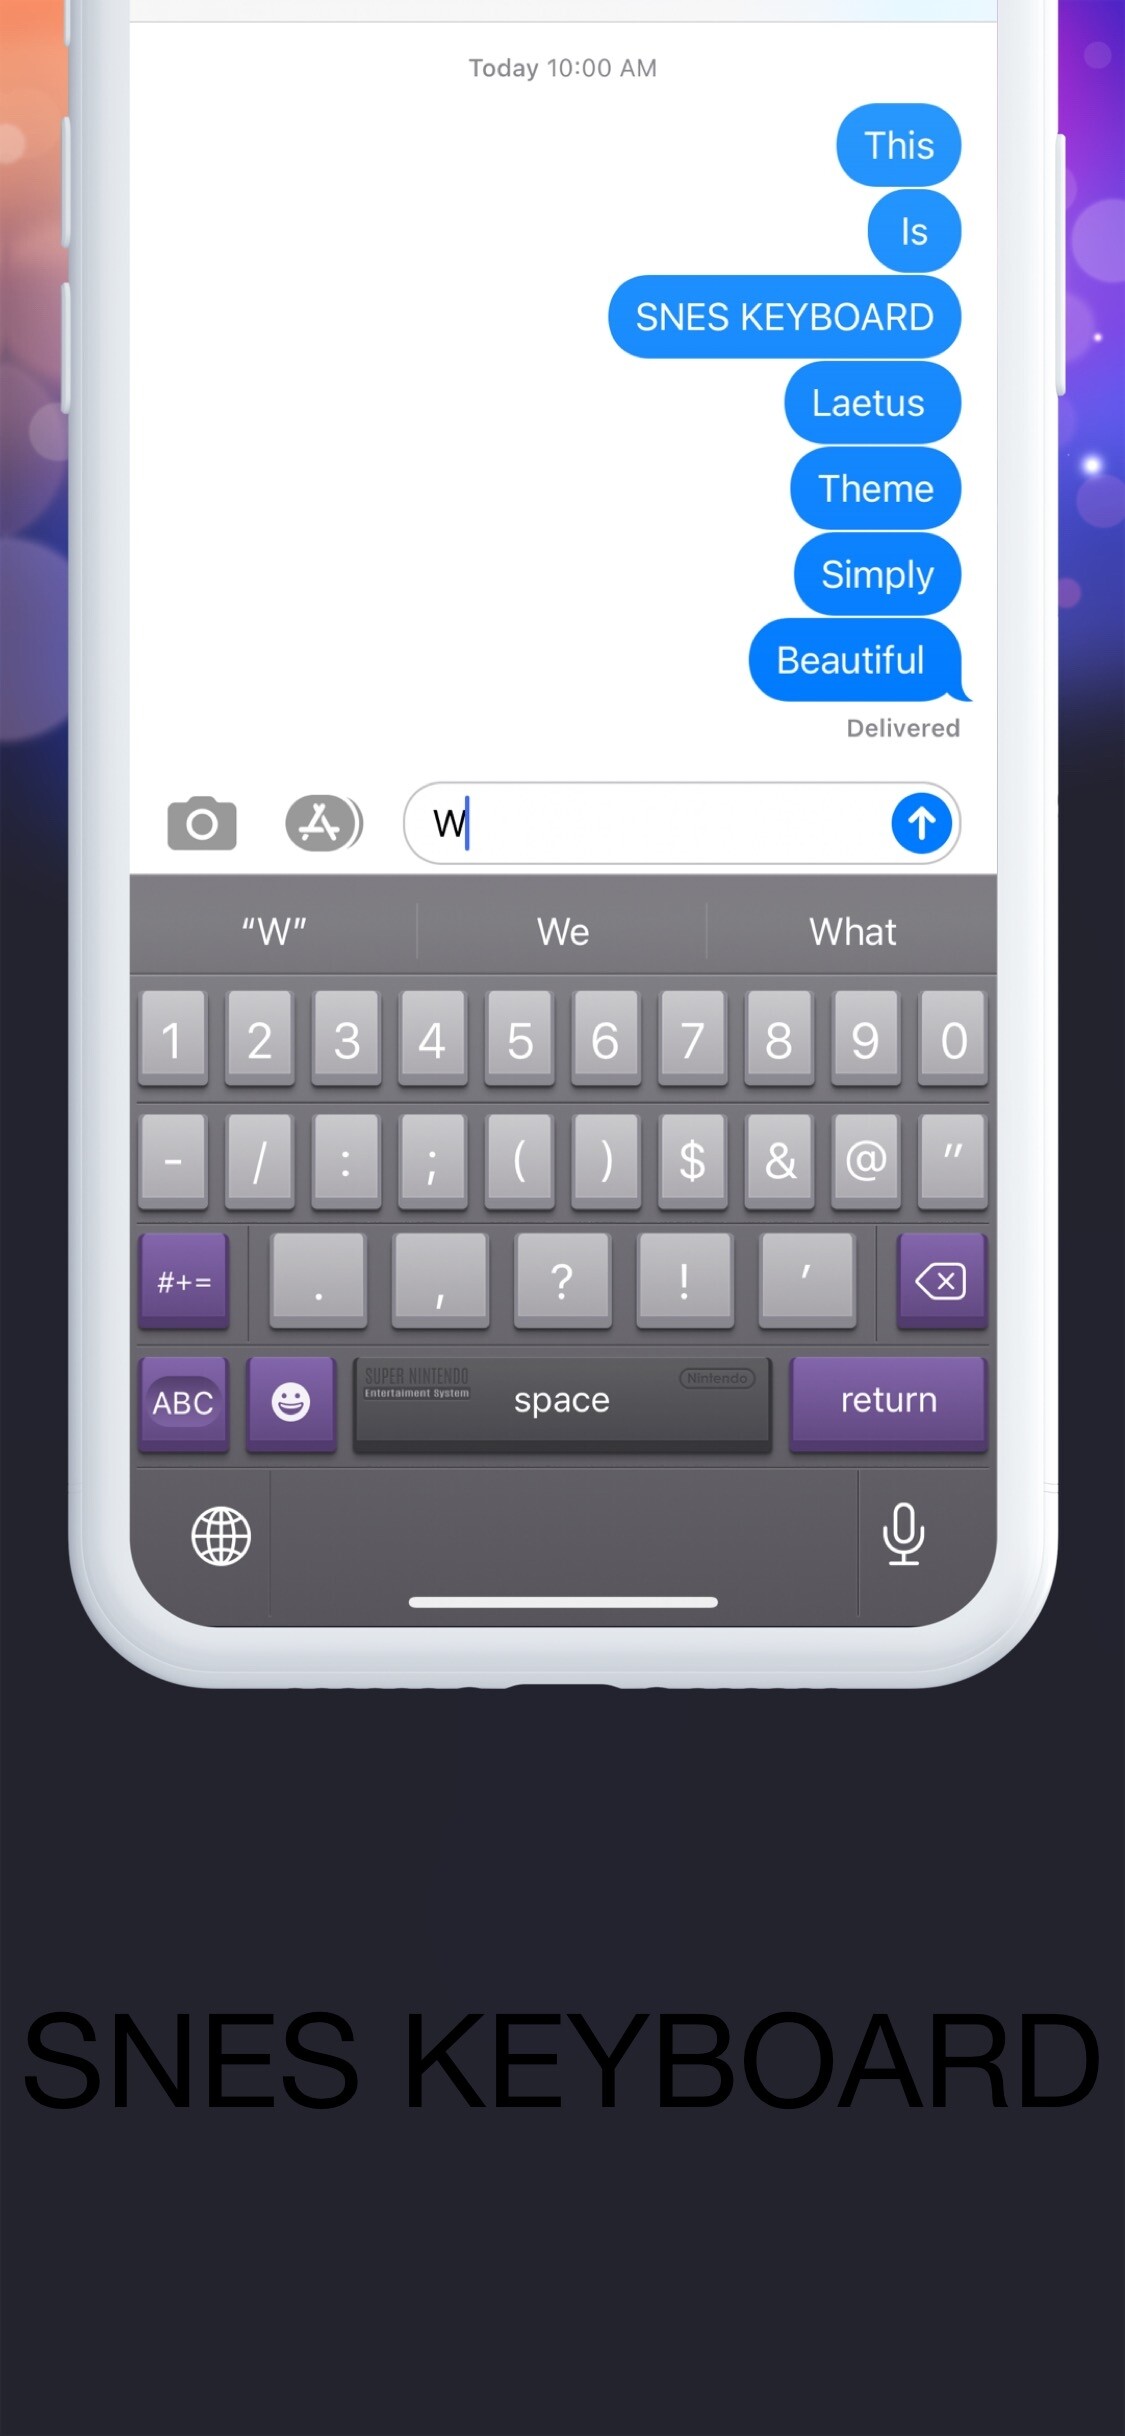 Today 10:00 AM
This
Is
SNES KEYBOARD
Laetus
Theme
Simply
Beautiful
Delivered
W
“W” We What
1 2 3 4 5 6 7 8 9 0
- / : ; ( ) $ & @ "
#+= . , ? ! ’
SUPER NINTENDO Nintendo
Entertaiment System
ABC space return
SNES KEYBOARD